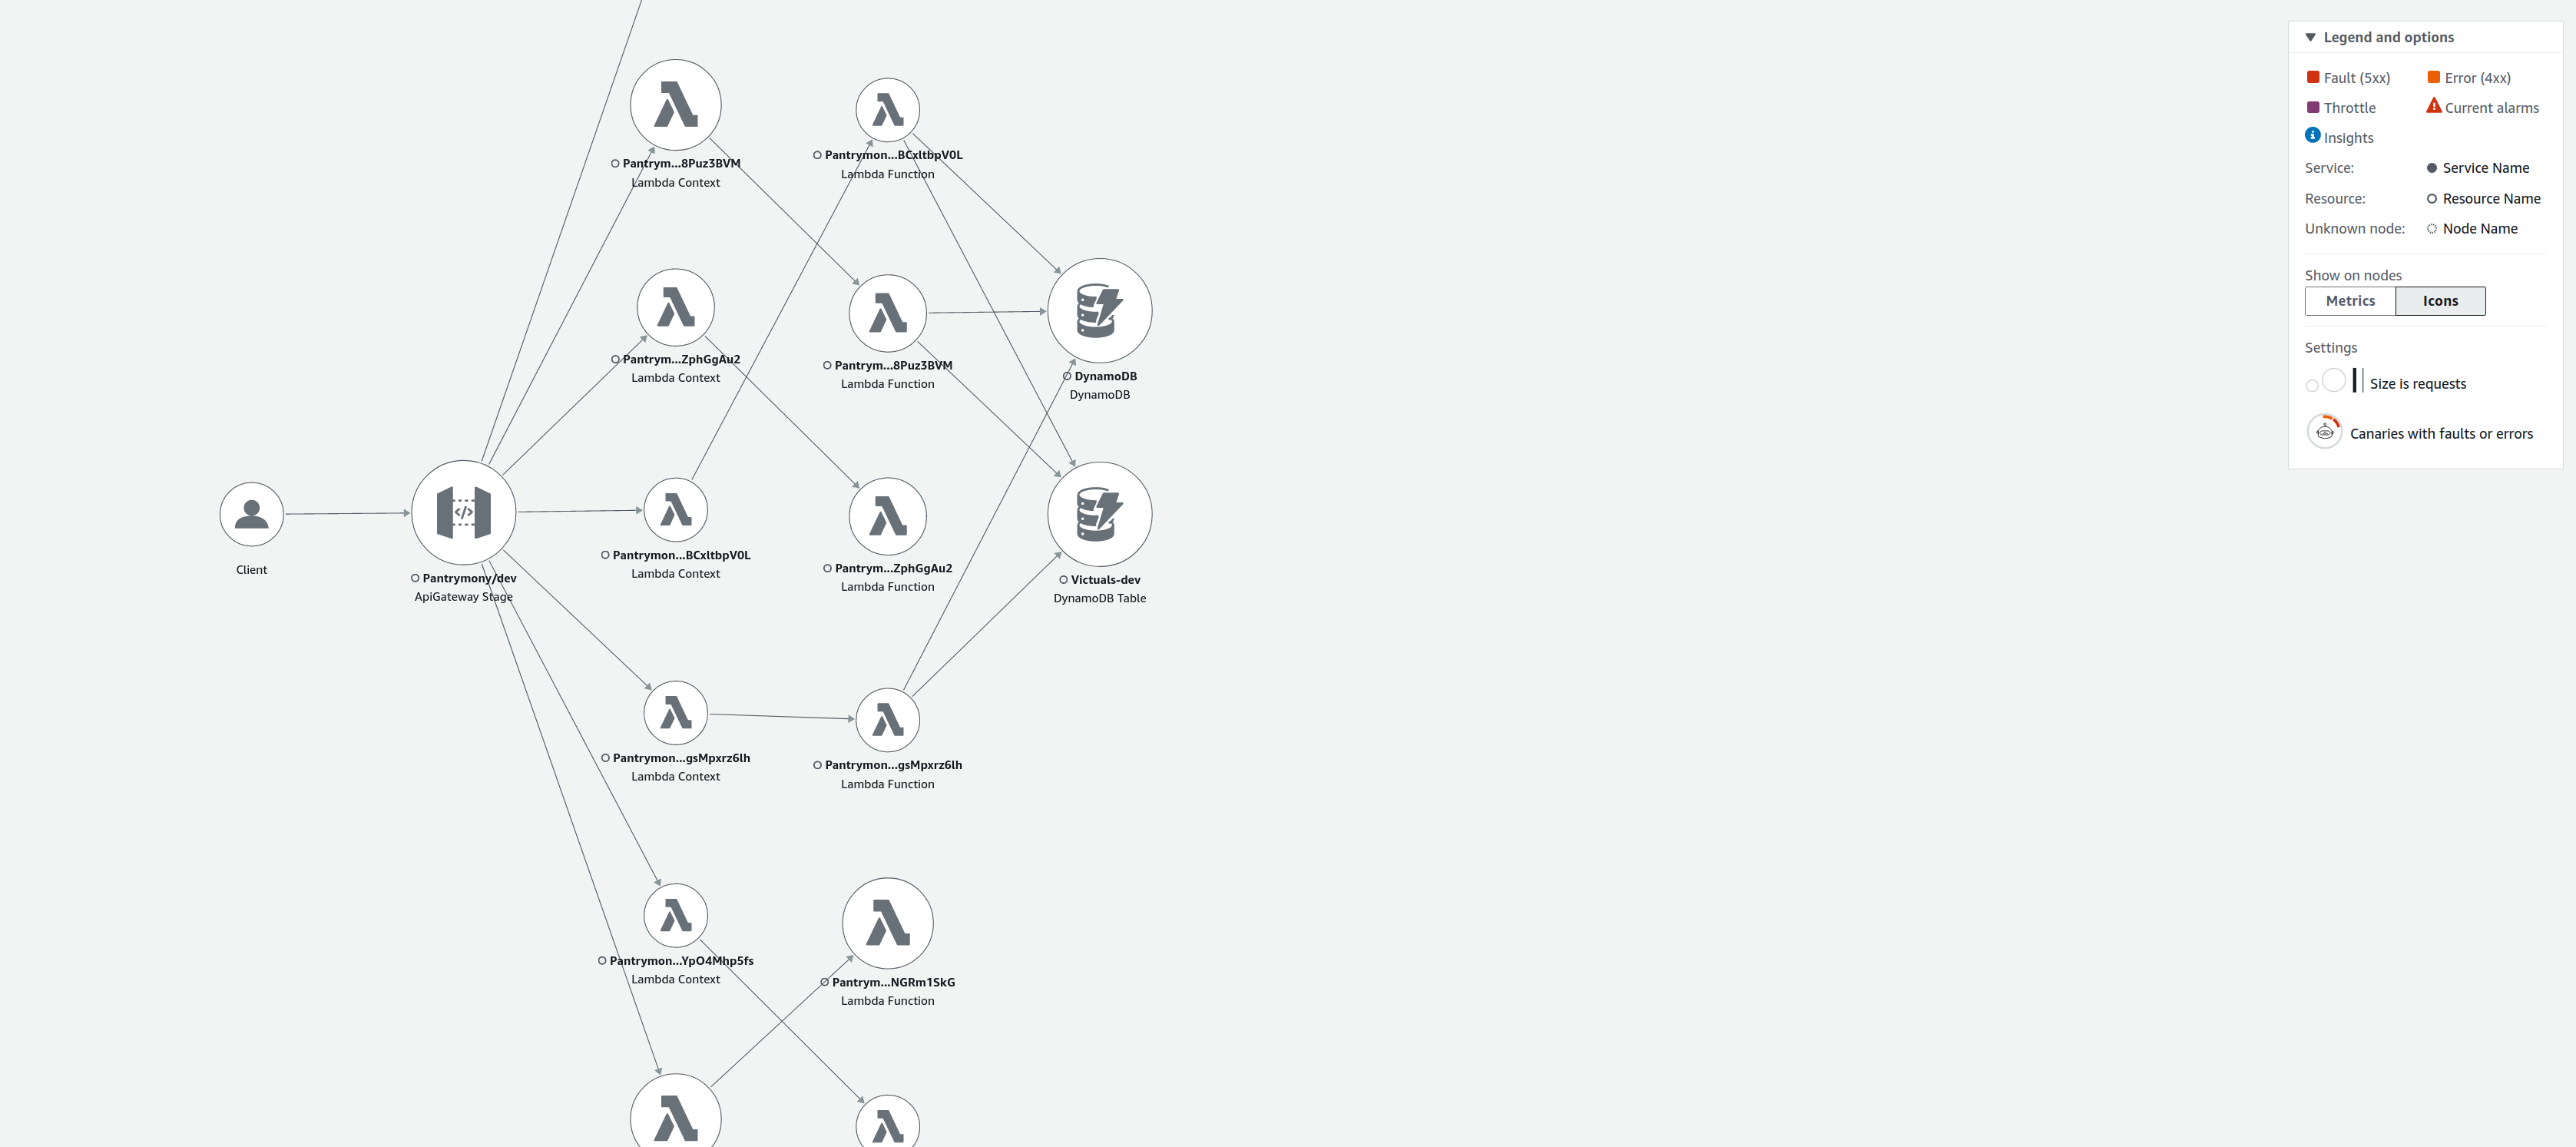 Pantrym...8Puz3BVM
Lambda Context
Pantrymon...BCxltbpV0L
Lambda Function
Pantrym...ZphGgAu2
Lambda Context
Pantrym...8Puz3BVM
Lambda Function
DynamoDB
DynamoDB
Client
Pantrymony/dev
ApiGateway Stage
Pantrymon...BCxltbpV0L
Lambda Context
Pantrym...ZphGgAu2
Lambda Function
Victuals-dev
DynamoDB Table
Pantrymon...gsMpxrz6lh
Lambda Context
Pantrymon...gsMpxrz6lh
Lambda Function
Pantrymon...YpO4Mhp5fs
Lambda Context
Pantrym...NGRm1SkG
Lambda Function
Legend and options
Fault (5xx) Error (4xx)
Throttle Current alarms
Insights
Service: Service Name
Resource: Resource Name
Unknown node: Node Name
Show on nodes
Metrics Icons
Settings
Size is requests
Canaries with faults or errors